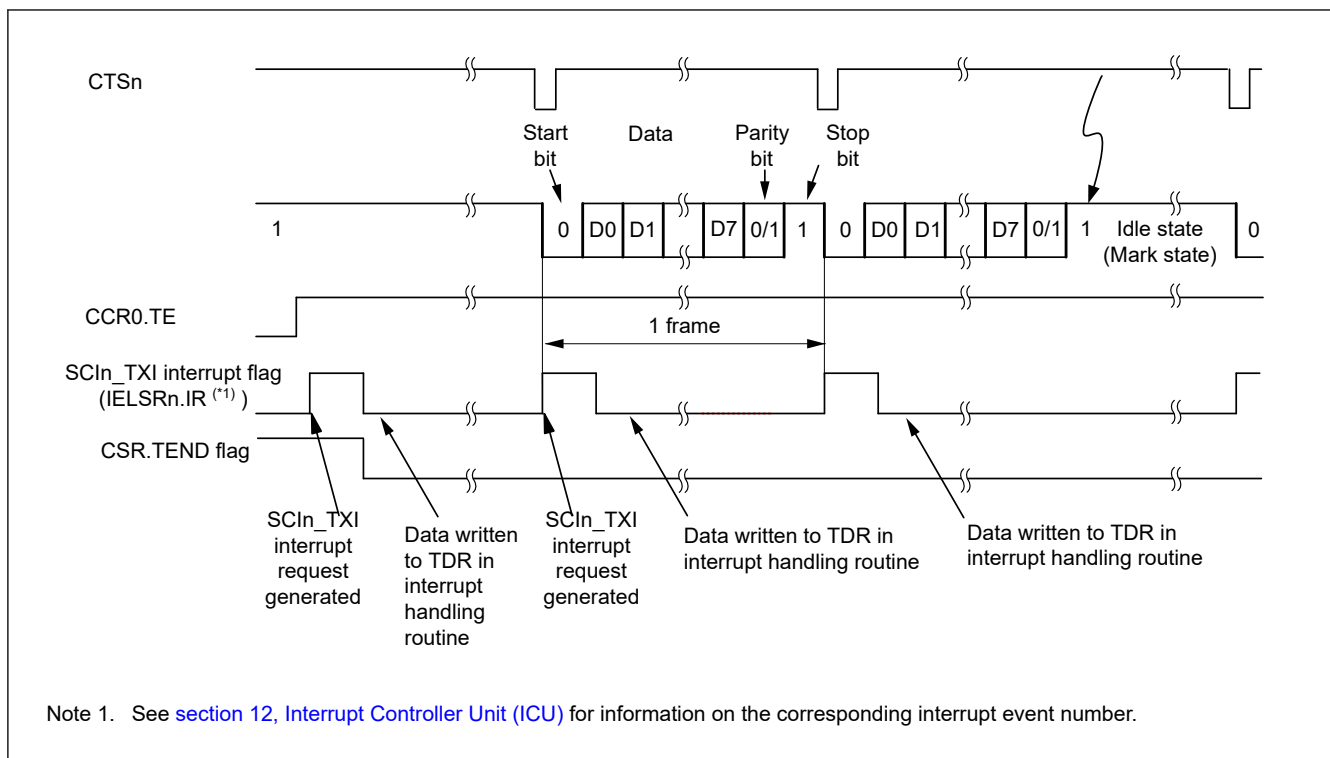 CTSn
Start
bit
Data
Parity
bit
Stop
bit
1
0 D0 D1 D7 0/1 1 0 D0 D1 D7 0/1 1 Idle state
(Mark state)
0
CCR0.TE
1 frame
SCIn_TXI interrupt flag
(IELSRn.IR (*1) )
CSR.TEND flag
SCIn_TXI
interrupt
request
generated
Data written
to TDR in
interrupt
handling
routine
SCIn_TXI
interrupt
request
generated
Data written to TDR in
interrupt handling routine
Data written to TDR in
interrupt handling routine
Note 1. See section 12, Interrupt Controller Unit (ICU) for information on the corresponding interrupt event number.